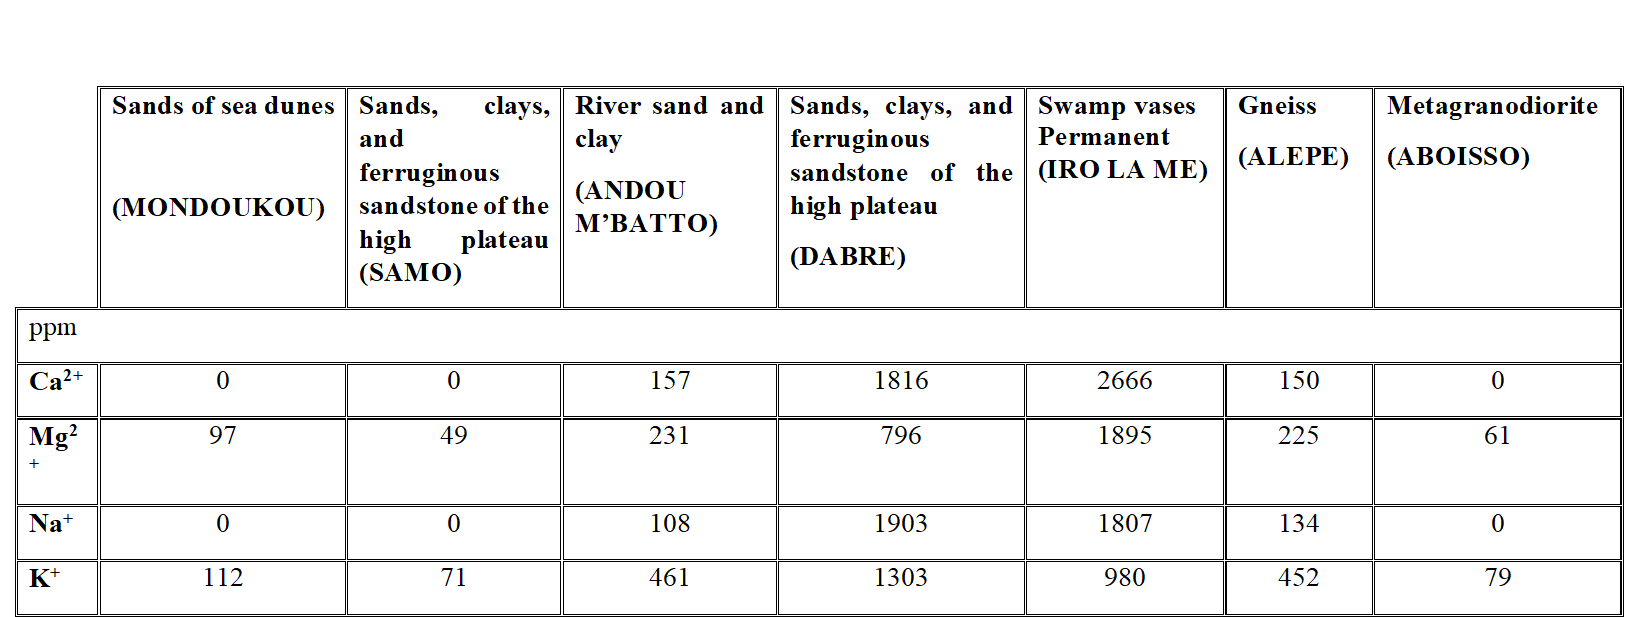 Sands of sea dunes
(MONDOUKOU)
Sands, clays,
and
ferruginous
sandstone of the
high plateau
(SAMO)
River sand and
clay
(ANDOU
M’BATTO)
Sands, clays, and
ferruginous
sandstone of the
high plateau
(DABRE)
Swamp vases
Permanent
(IRO LA ME)
Gneiss
(ALEPE)
Metagranodiorite
(ABOISSO)
ppm
Ca²⁺ 0 0 157 1816 2666 150 0
Mg²⁺ 97 49 231 796 1895 225 61
Na⁺ 0 0 108 1903 1807 134 0
K⁺ 112 71 461 1303 980 452 79